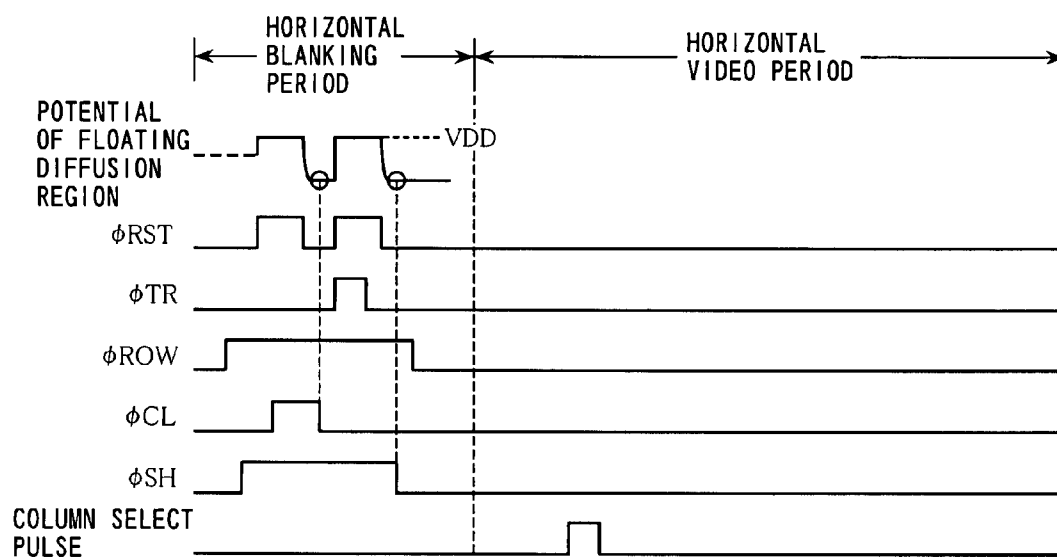 HORIZONTAL
BLANKING
PERIOD
HORIZONTAL
VIDEO PERIOD
POTENTIAL
OF FLOATING
DIFFUSION
REGION
VDD
φRST
φTR
φROW
φCL
φSH
COLUMN SELECT
PULSE